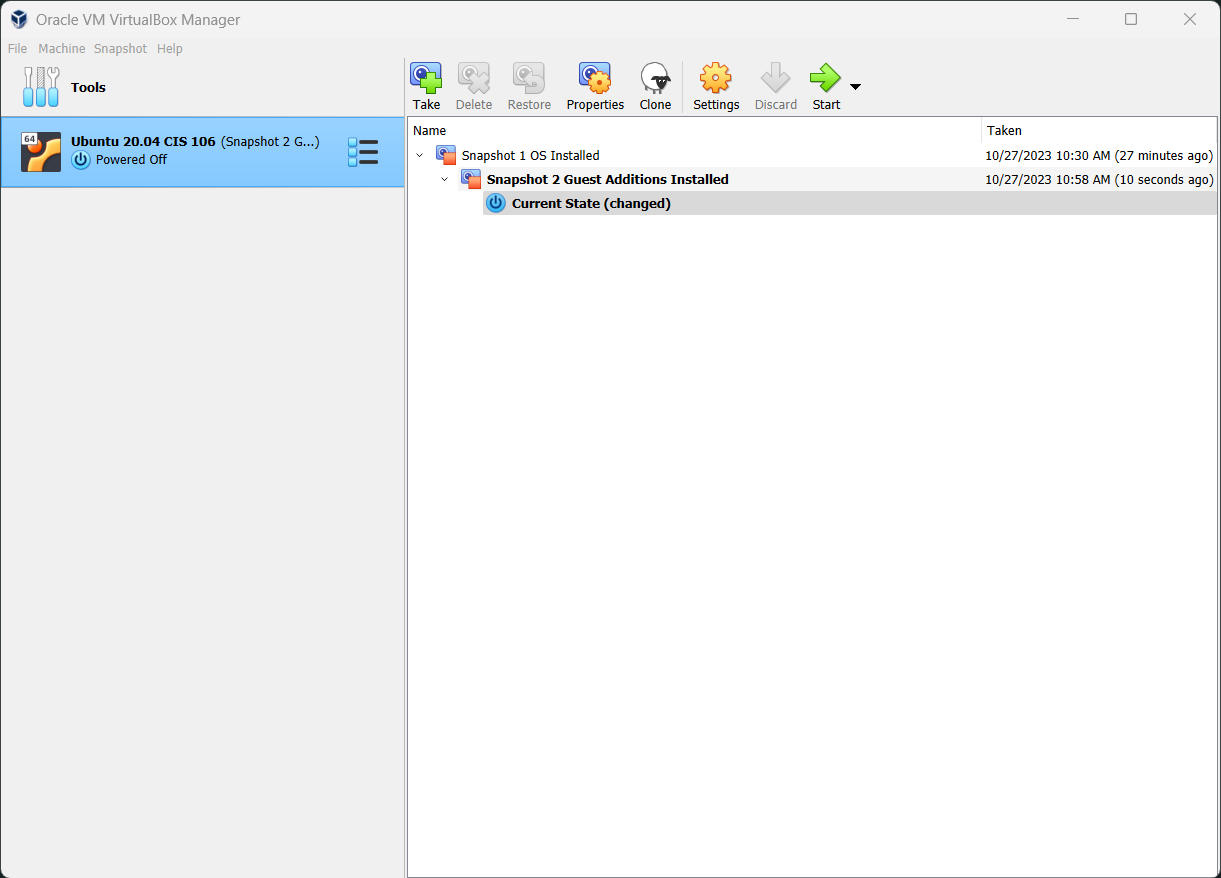 Oracle VM VirtualBox Manager
File Machine Snapshot Help
Tools
Take Delete Restore Properties Clone Settings Discard Start
64
Ubuntu 20.04 CIS 106 (Snapshot 2 G...)
Powered Off
Name Taken
Snapshot 1 OS Installed 10/27/2023 10:30 AM (27 minutes ago)
Snapshot 2 Guest Additions Installed 10/27/2023 10:58 AM (10 seconds ago)
Current State (changed)